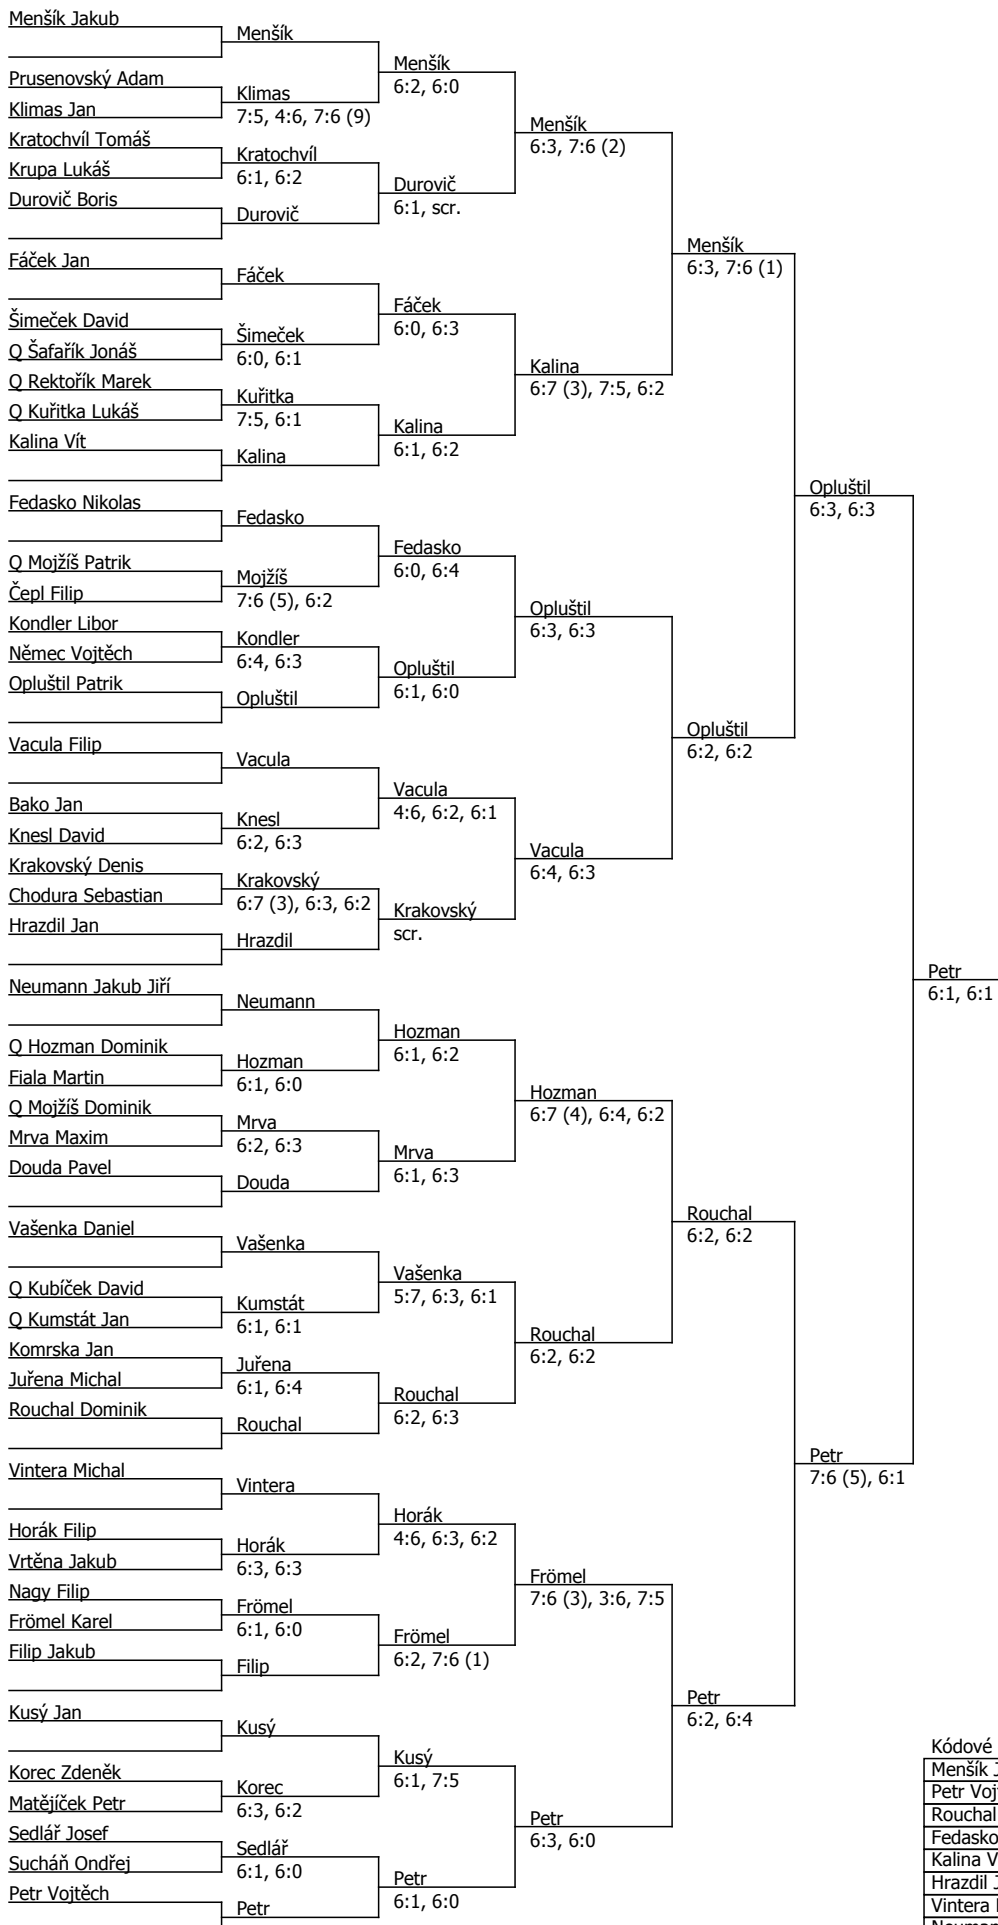 Menšík Jakub
Prusenovský Adam
Klimas Jan
Kratochvíl Tomáš
Krupa Lukáš
Durovič Boris
Fáček Jan
Šimeček David
Q Šafařík Jonáš
Q Rektořík Marek
Q Kuřitka Lukáš
Kalina Vít
Fedasko Nikolas
Q Mojžíš Patrik
Čepl Filip
Kondler Libor
Němec Vojtěch
Opluštil Patrik
Vacula Filip
Bako Jan
Knesl David
Krakovský Denis
Chodura Sebastian
Hrazdil Jan
Neumann Jakub Jiří
Q Hozman Dominik
Fiala Martin
Q Mojžíš Dominik
Mrva Maxim
Douda Pavel
Vašenka Daniel
Q Kubíček David
Q Kumstát Jan
Komrska Jan
Juřena Michal
Rouchal Dominik
Vintera Michal
Horák Filip
Vrtěna Jakub
Nagy Filip
Frömel Karel
Filip Jakub
Kusý Jan
Korec Zdeněk
Matějíček Petr
Sedlář Josef
Sucháň Ondřej
Petr Vojtěch
Menšík
Klimas
7:5, 4:6, 7:6 (9)
Kratochvíl
6:1, 6:2
Durovič
Fáček
Šimeček
6:0, 6:1
Kuřitka
7:5, 6:1
Kalina
Fedasko
Mojžíš
7:6 (5), 6:2
Kondler
6:4, 6:3
Opluštil
Vacula
Knesl
6:2, 6:3
Krakovský
6:7 (3), 6:3, 6:2
Hrazdil
Neumann
Hozman
6:1, 6:0
Mrva
6:2, 6:3
Douda
Vašenka
Kumstát
6:1, 6:1
Juřena
6:1, 6:4
Rouchal
Vintera
Horák
6:3, 6:3
Frömel
6:1, 6:0
Filip
Kusý
Korec
6:3, 6:2
Sedlář
6:1, 6:0
Petr
Menšík
6:2, 6:0
Durovič
6:1, scr.
Fáček
6:0, 6:3
Kalina
6:1, 6:2
Fedasko
6:0, 6:4
Opluštil
6:1, 6:0
Vacula
4:6, 6:2, 6:1
Krakovský
scr.
Hozman
6:1, 6:2
Mrva
6:1, 6:3
Vašenka
5:7, 6:3, 6:1
Rouchal
6:2, 6:3
Horák
4:6, 6:3, 6:2
Frömel
6:2, 7:6 (1)
Kusý
6:1, 7:5
Petr
6:1, 6:0
Menšík
6:3, 7:6 (2)
Kalina
6:7 (3), 7:5, 6:2
Opluštil
6:3, 6:3
Vacula
6:4, 6:3
Hozman
6:7 (4), 6:4, 6:2
Rouchal
6:2, 6:2
Frömel
7:6 (3), 3:6, 7:5
Petr
6:3, 6:0
Menšík
6:3, 7:6 (1)
Opluštil
6:2, 6:2
Rouchal
6:2, 6:2
Petr
6:2, 6:4
Opluštil
6:3, 6:3
Petr
7:6 (5), 6:1
Petr
6:1, 6:1
Kódové
Menšík J
Petr Voj
Rouchal
Fedasko
Kalina V
Hrazdil J
Vintera